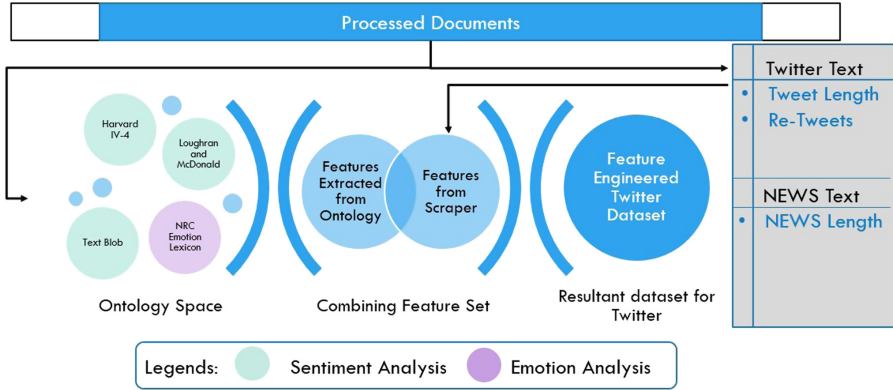 Processed Documents
Twitter Text
• Tweet Length
• Re-Tweets
NEWS Text
• NEWS Length
Harvard
IV-4
Loughran
and
McDonald
Text Blob
NRC
Emotion
Lexicon
Ontology Space
Features
Extracted
from
Ontology
Features
from
Scraper
Combining Feature Set
Feature
Engineered
Twitter
Dataset
Resultant dataset for
Twitter
Legends:
Sentiment Analysis
Emotion Analysis